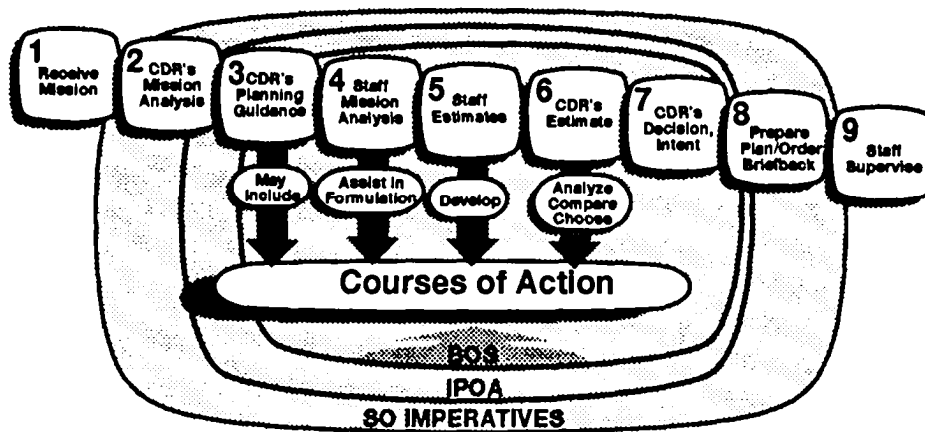 1
Receive
Mission
2
CDR's
Mission
Analysis
3
CDR's
Planning
Guidance
4
Staff
Mission
Analysis
5
Staff
Estimates
6
CDR's
Estimate
7
CDR's
Decision,
Intent
8
Prepare
Plan/Order
Briefback
9
Staff
Supervise
May
Include
Assist in
Formulation
Develop
Analyze
Compare
Choose
Courses of Action
BOS
IPOA
SO IMPERATIVES